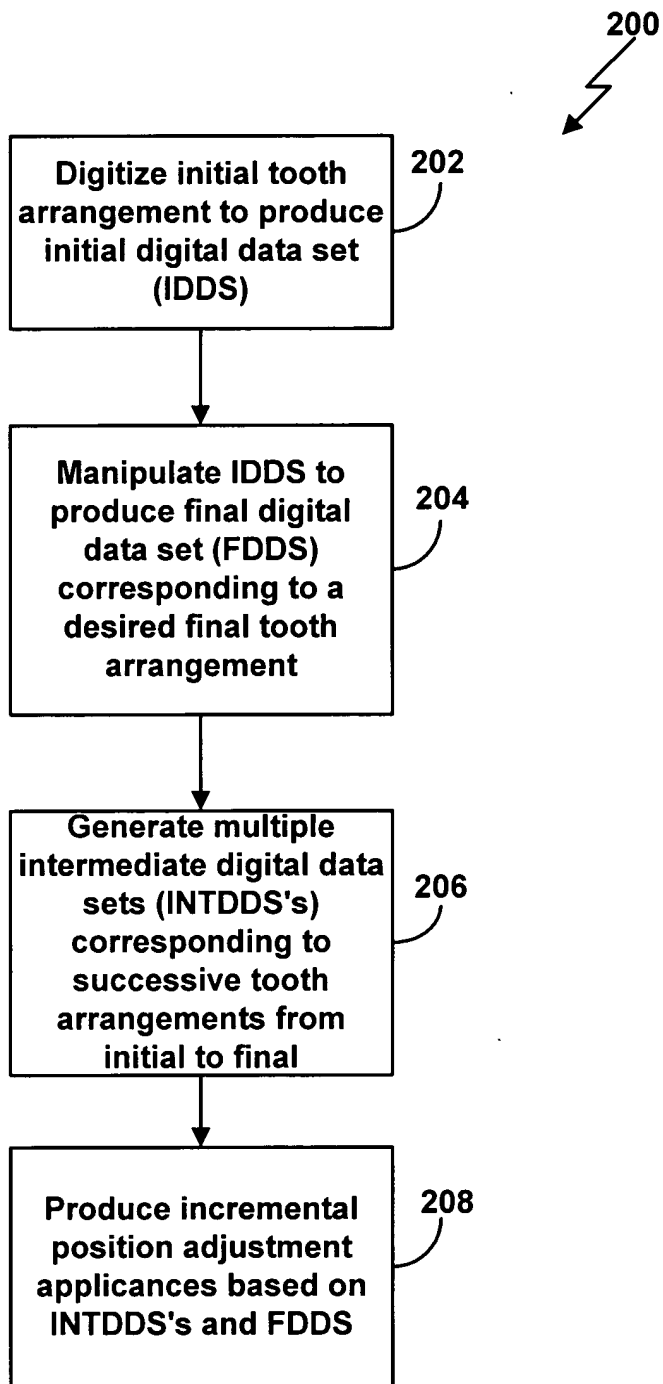 200
Digitize initial tooth
arrangement to produce
initial digital data set
(IDDS)
202
Manipulate IDDS to
produce final digital
data set (FDDS)
corresponding to a
desired final tooth
arrangement
204
Generate multiple
intermediate digital data
sets (INTDDS's)
corresponding to
successive tooth
arrangements from
initial to final
206
Produce incremental
position adjustment
applicances based on
INTDDS's and FDDS
208